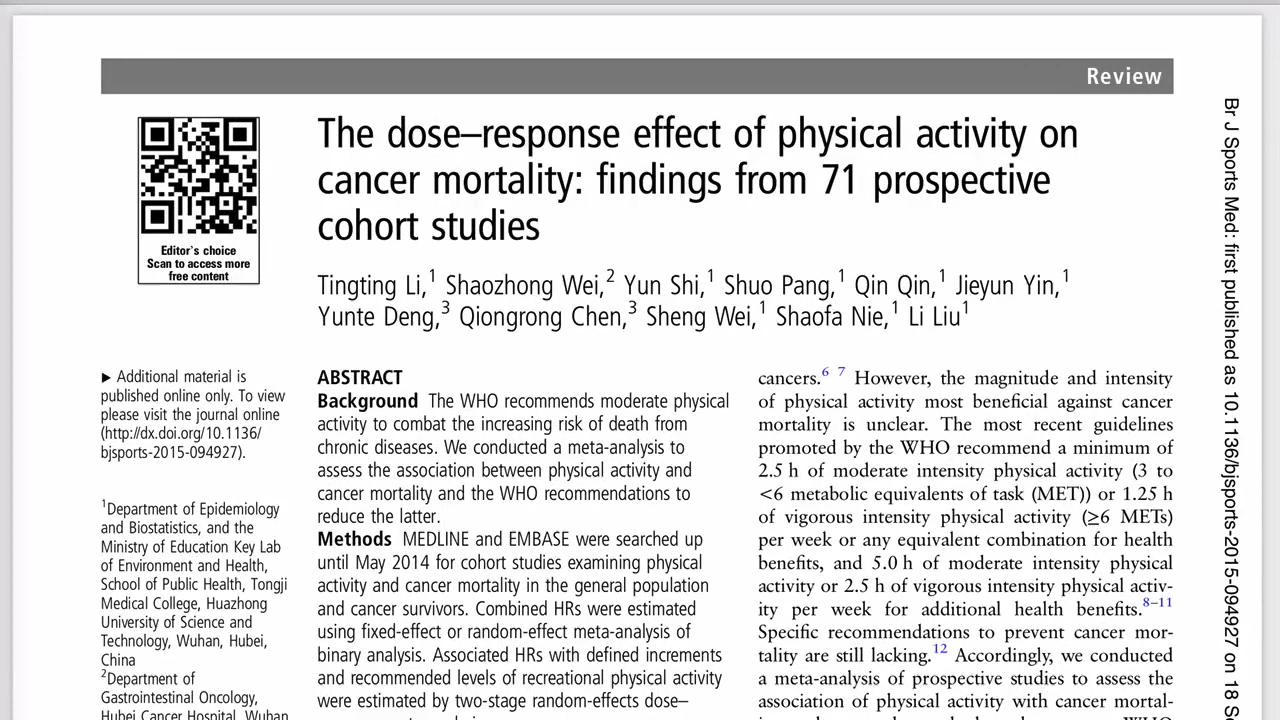 Review
The dose–response effect of physical activity on
cancer mortality: findings from 71 prospective
cohort studies
Editor's choice
Scan to access more
free content
Tingting Li,1 Shaozhong Wei,2 Yun Shi,1 Shuo Pang,1 Qin Qin,1 Jieyun Yin,1
Yunte Deng,3 Qiongrong Chen,3 Sheng Wei,1 Shaofa Nie,1 Li Liu1
▶ Additional material is
published online only. To view
please visit the journal online
(http://dx.doi.org/10.1136/
bjsports-2015-094927).
1Department of Epidemiology
and Biostatistics, and the
Ministry of Education Key Lab
of Environment and Health,
School of Public Health, Tongji
Medical College, Huazhong
University of Science and
Technology, Wuhan, Hubei,
China
2Department of
Gastrointestinal Oncology,
Hubei Cancer Hospital, Wuhan
ABSTRACT
Background The WHO recommends moderate physical
activity to combat the increasing risk of death from
chronic diseases. We conducted a meta-analysis to
assess the association between physical activity and
cancer mortality and the WHO recommendations to
reduce the latter.
Methods MEDLINE and EMBASE were searched up
until May 2014 for cohort studies examining physical
activity and cancer mortality in the general population
and cancer survivors. Combined HRs were estimated
using fixed-effect or random-effect meta-analysis of
binary analysis. Associated HRs with defined increments
and recommended levels of recreational physical activity
were estimated by two-stage random-effects dose–
cancers.6 7 However, the magnitude and intensity
of physical activity most beneficial against cancer
mortality is unclear. The most recent guidelines
promoted by the WHO recommend a minimum of
2.5 h of moderate intensity physical activity (3 to
<6 metabolic equivalents of task (MET)) or 1.25 h
of vigorous intensity physical activity (≥6 METs)
per week or any equivalent combination for health
benefits, and 5.0 h of moderate intensity physical
activity or 2.5 h of vigorous intensity physical activ-
ity per week for additional health benefits.8–11
Specific recommendations to prevent cancer mor-
tality are still lacking.12 Accordingly, we conducted
a meta-analysis of prospective studies to assess the
association of physical activity with cancer mortal-
Br J Sports Med: first published as 10.1136/bjsports-2015-094927 on 18 S